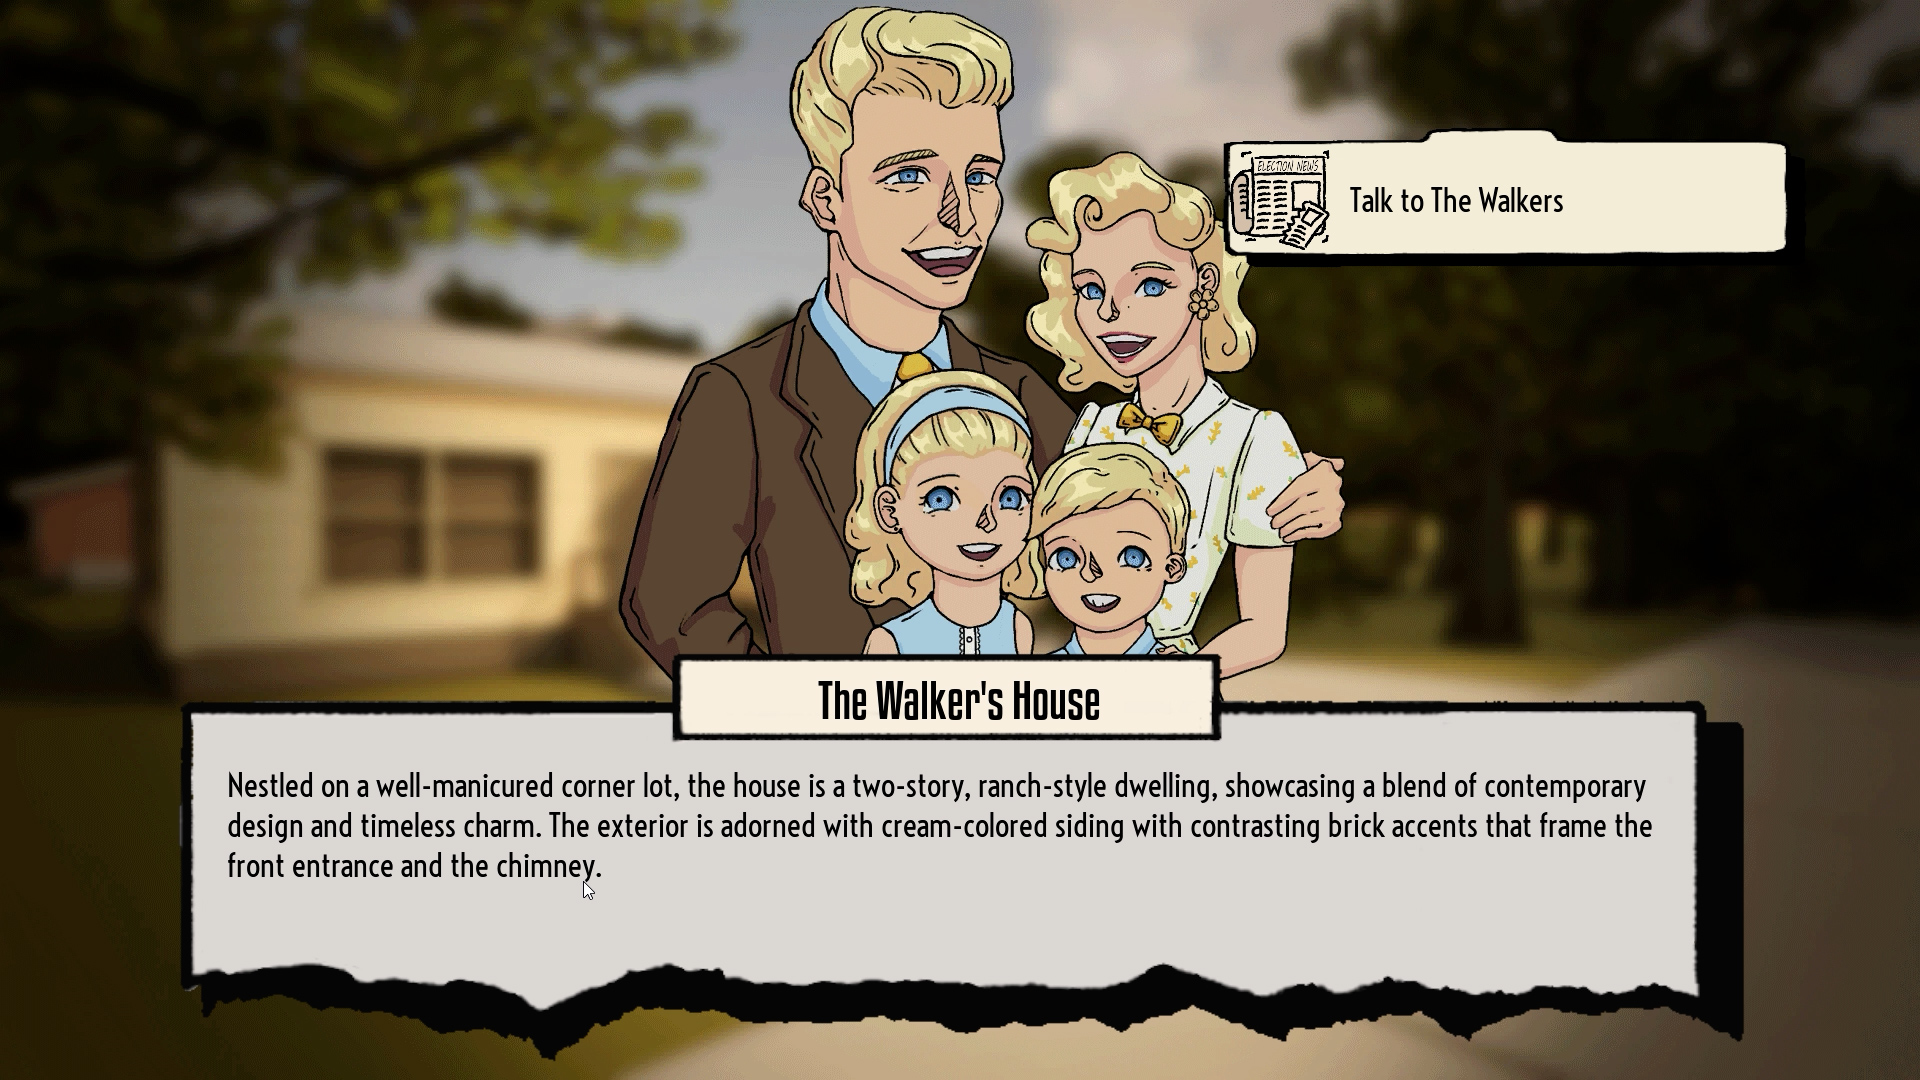 ELECTION NEWS
Talk to The Walkers
The Walker's House
Nestled on a well-manicured corner lot, the house is a two-story, ranch-style dwelling, showcasing a blend of contemporary
design and timeless charm. The exterior is adorned with cream-colored siding with contrasting brick accents that frame the
front entrance and the chimney.